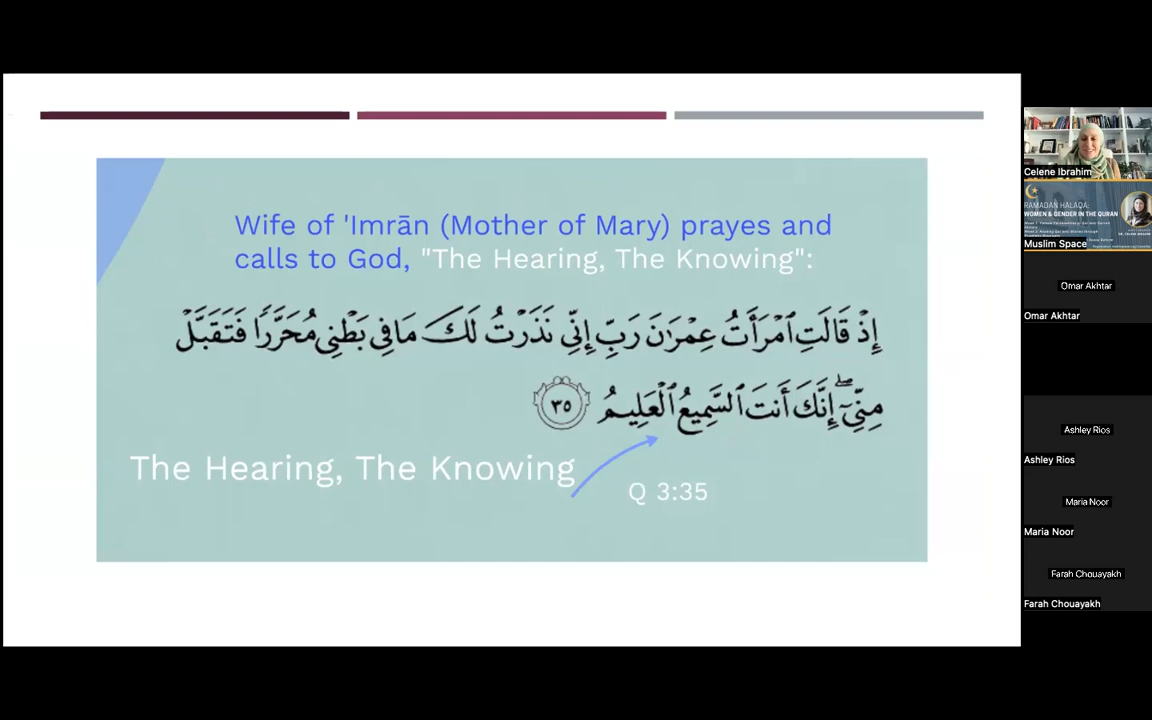 Wife of 'Imrān (Mother of Mary) prayes and
calls to God, "The Hearing, The Knowing":
إِذْ قَالَتِ ٱمْرَأَتُ عِمْرَٰنَ رَبِّ إِنِّى نَذَرْتُ لَكَ مَا فِى بَطْنِى مُحَرَّرًا فَتَقَبَّلْ
مِنِّىٓ ۖ إِنَّكَ أَنتَ ٱلسَّمِيعُ ٱلْعَلِيمُ ٣٥
The Hearing, The Knowing
Q 3:35
Celene Ibrahim
RAMADAN HALAQA:
WOMEN & GENDER IN THE QURAN
Muslim Space
Omar Akhtar
Omar Akhtar
Ashley Rios
Ashley Rios
Maria Noor
Maria Noor
Farah Chouayakh
Farah Chouayakh